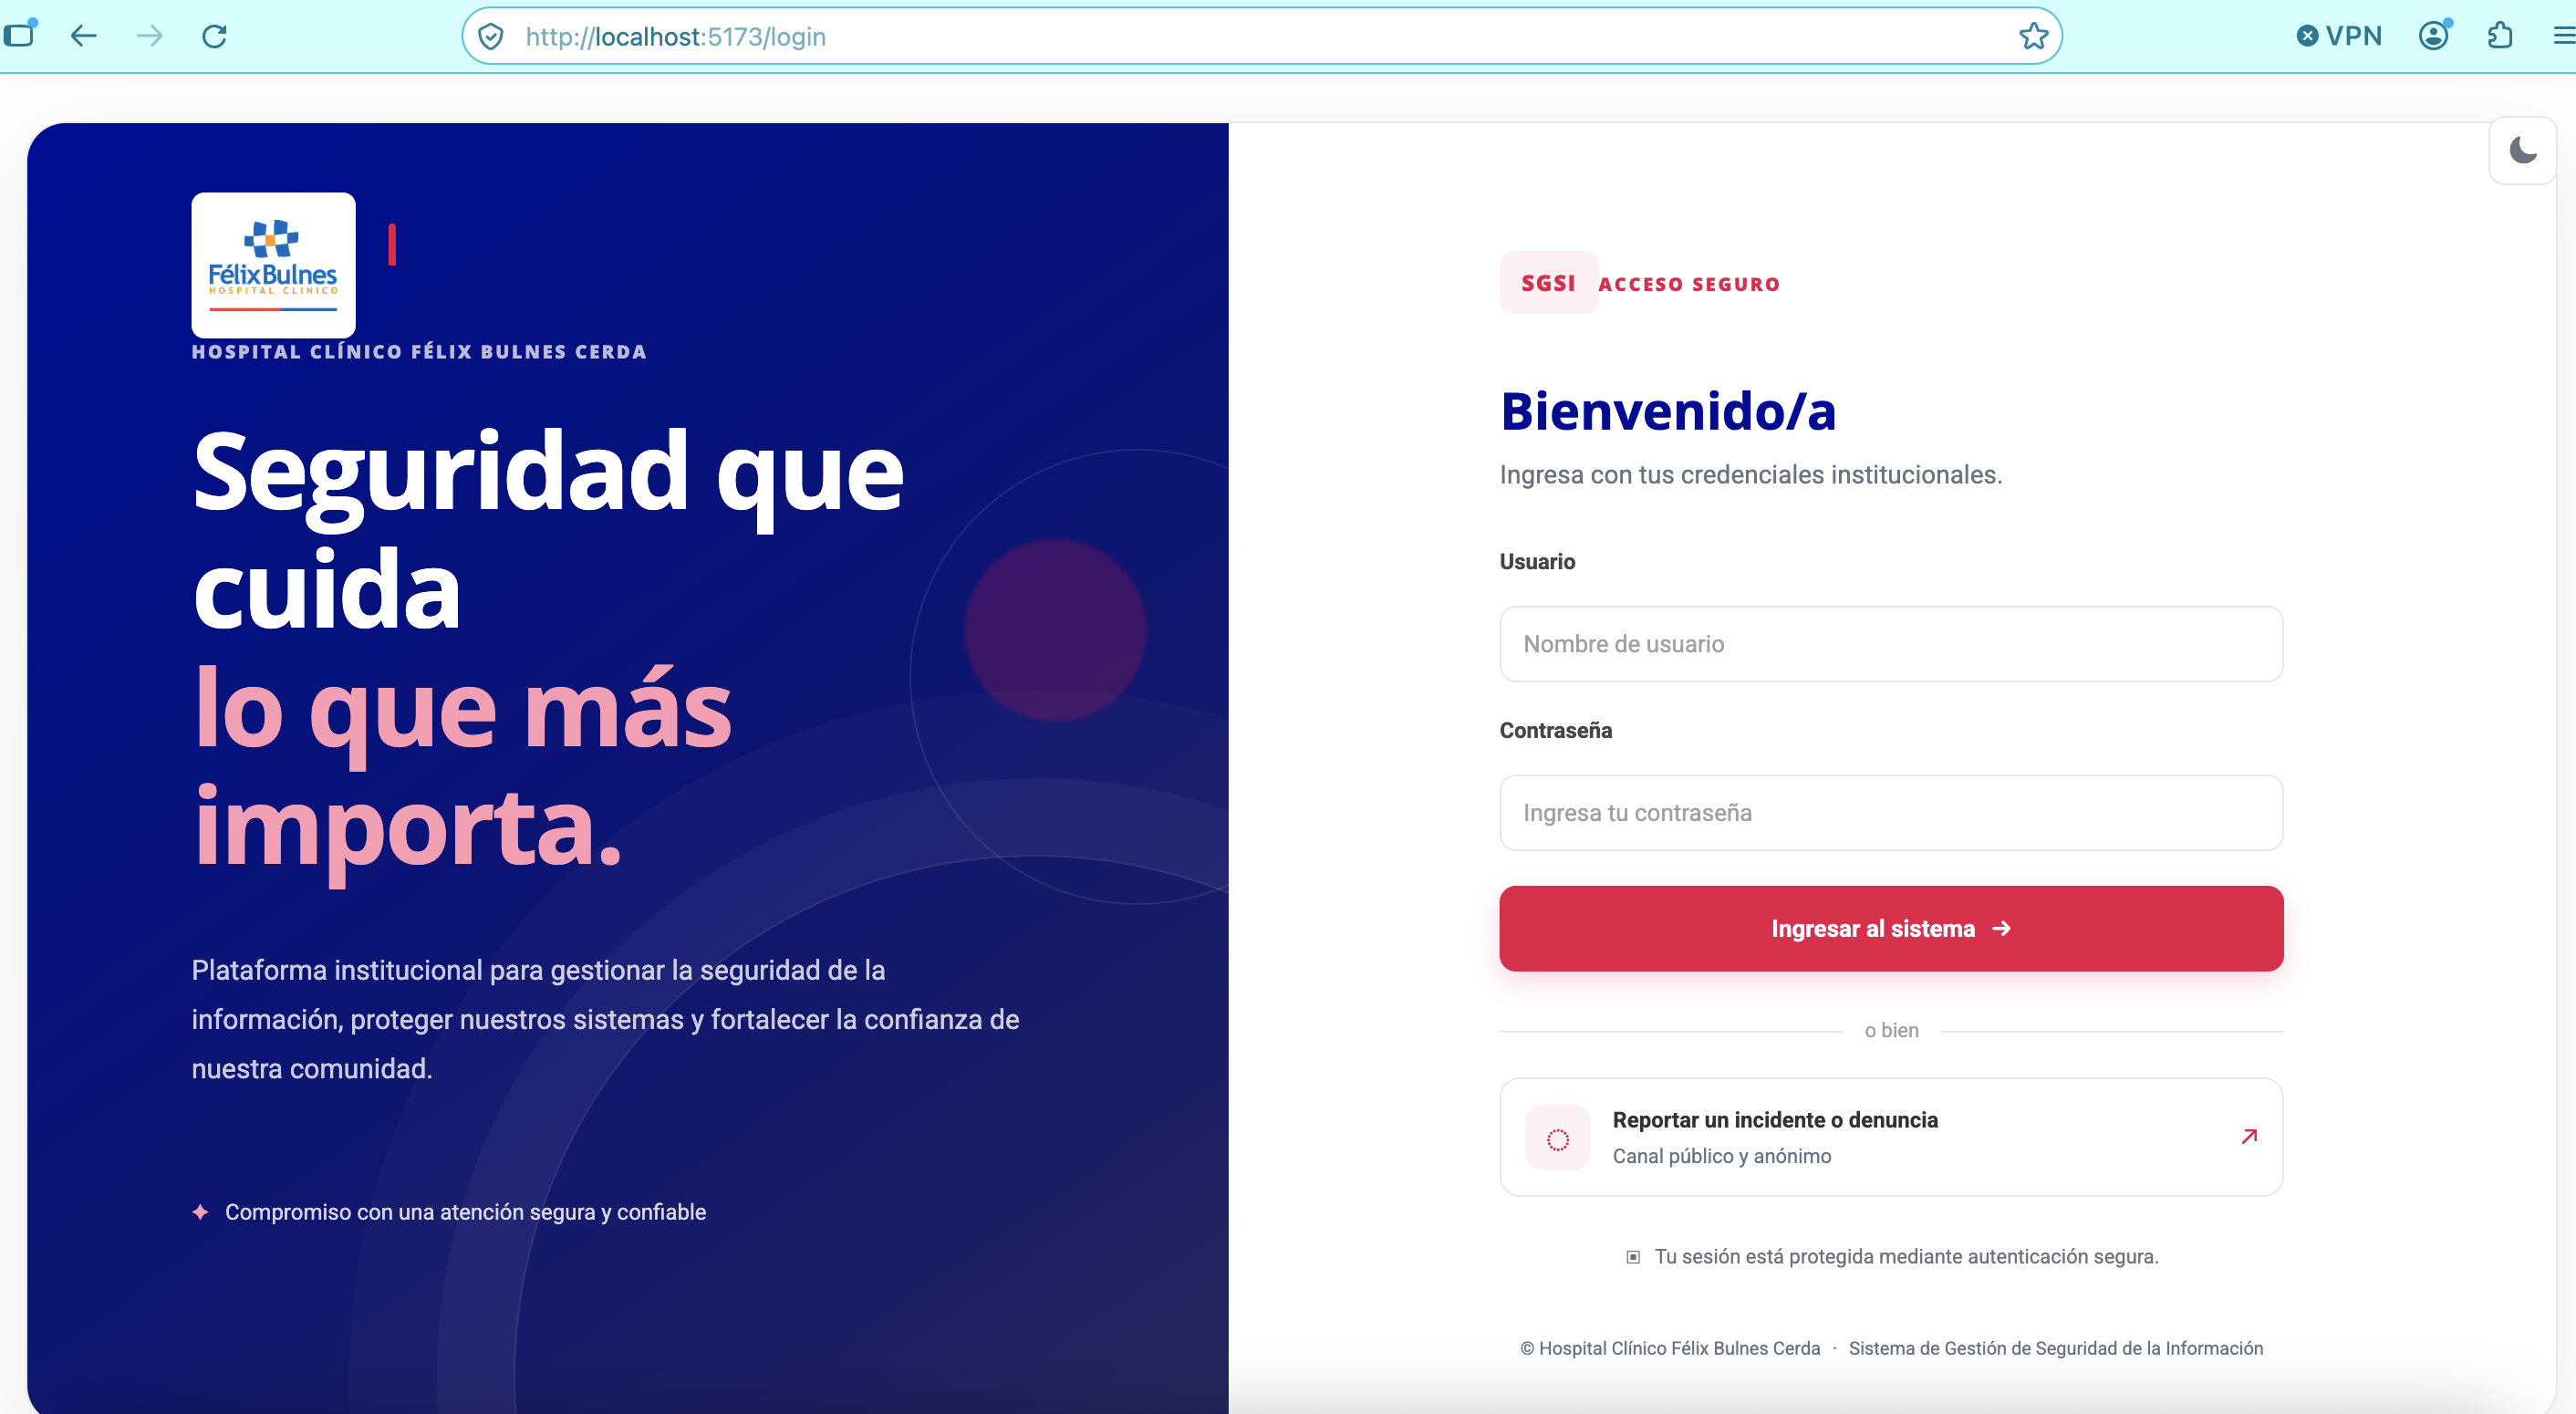 http://localhost:5173/login
VPN
FélixBulnes
HOSPITAL CLINICO
HOSPITAL CLÍNICO FÉLIX BULNES CERDA
Seguridad que
cuida
lo que más
importa.
Plataforma institucional para gestionar la seguridad de la
información, proteger nuestros sistemas y fortalecer la confianza de
nuestra comunidad.
Compromiso con una atención segura y confiable
SGSI ACCESO SEGURO
Bienvenido/a
Ingresa con tus credenciales institucionales.
Usuario
Nombre de usuario
Contraseña
Ingresa tu contraseña
Ingresar al sistema →
o bien
Reportar un incidente o denuncia
Canal público y anónimo
Tu sesión está protegida mediante autenticación segura.
© Hospital Clínico Félix Bulnes Cerda · Sistema de Gestión de Seguridad de la Información